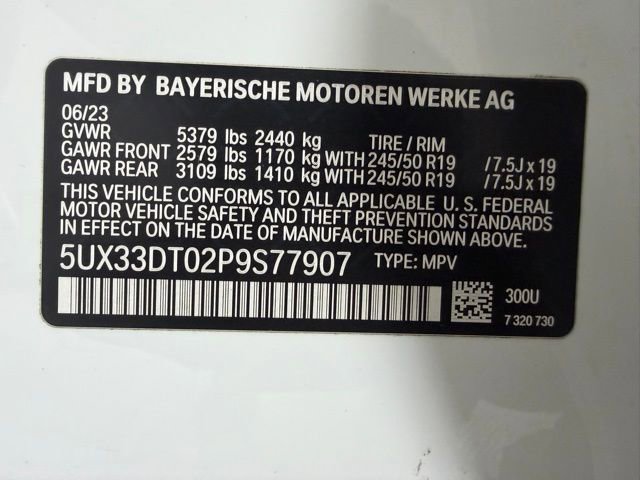 MFD BY BAYERISCHE MOTOREN WERKE AG
06/23
GVWR 5379 lbs 2440 kg TIRE / RIM
GAWR FRONT 2579 lbs 1170 kg WITH 245/50 R19 / 7.5J x 19
GAWR REAR 3109 lbs 1410 kg WITH 245/50 R19 / 7.5J x 19
THIS VEHICLE CONFORMS TO ALL APPLICABLE U. S. FEDERAL
MOTOR VEHICLE SAFETY AND THEFT PREVENTION STANDARDS
IN EFFECT ON THE DATE OF MANUFACTURE SHOWN ABOVE.
5UX33DT02P9S77907 TYPE: MPV
300U
7 320 730